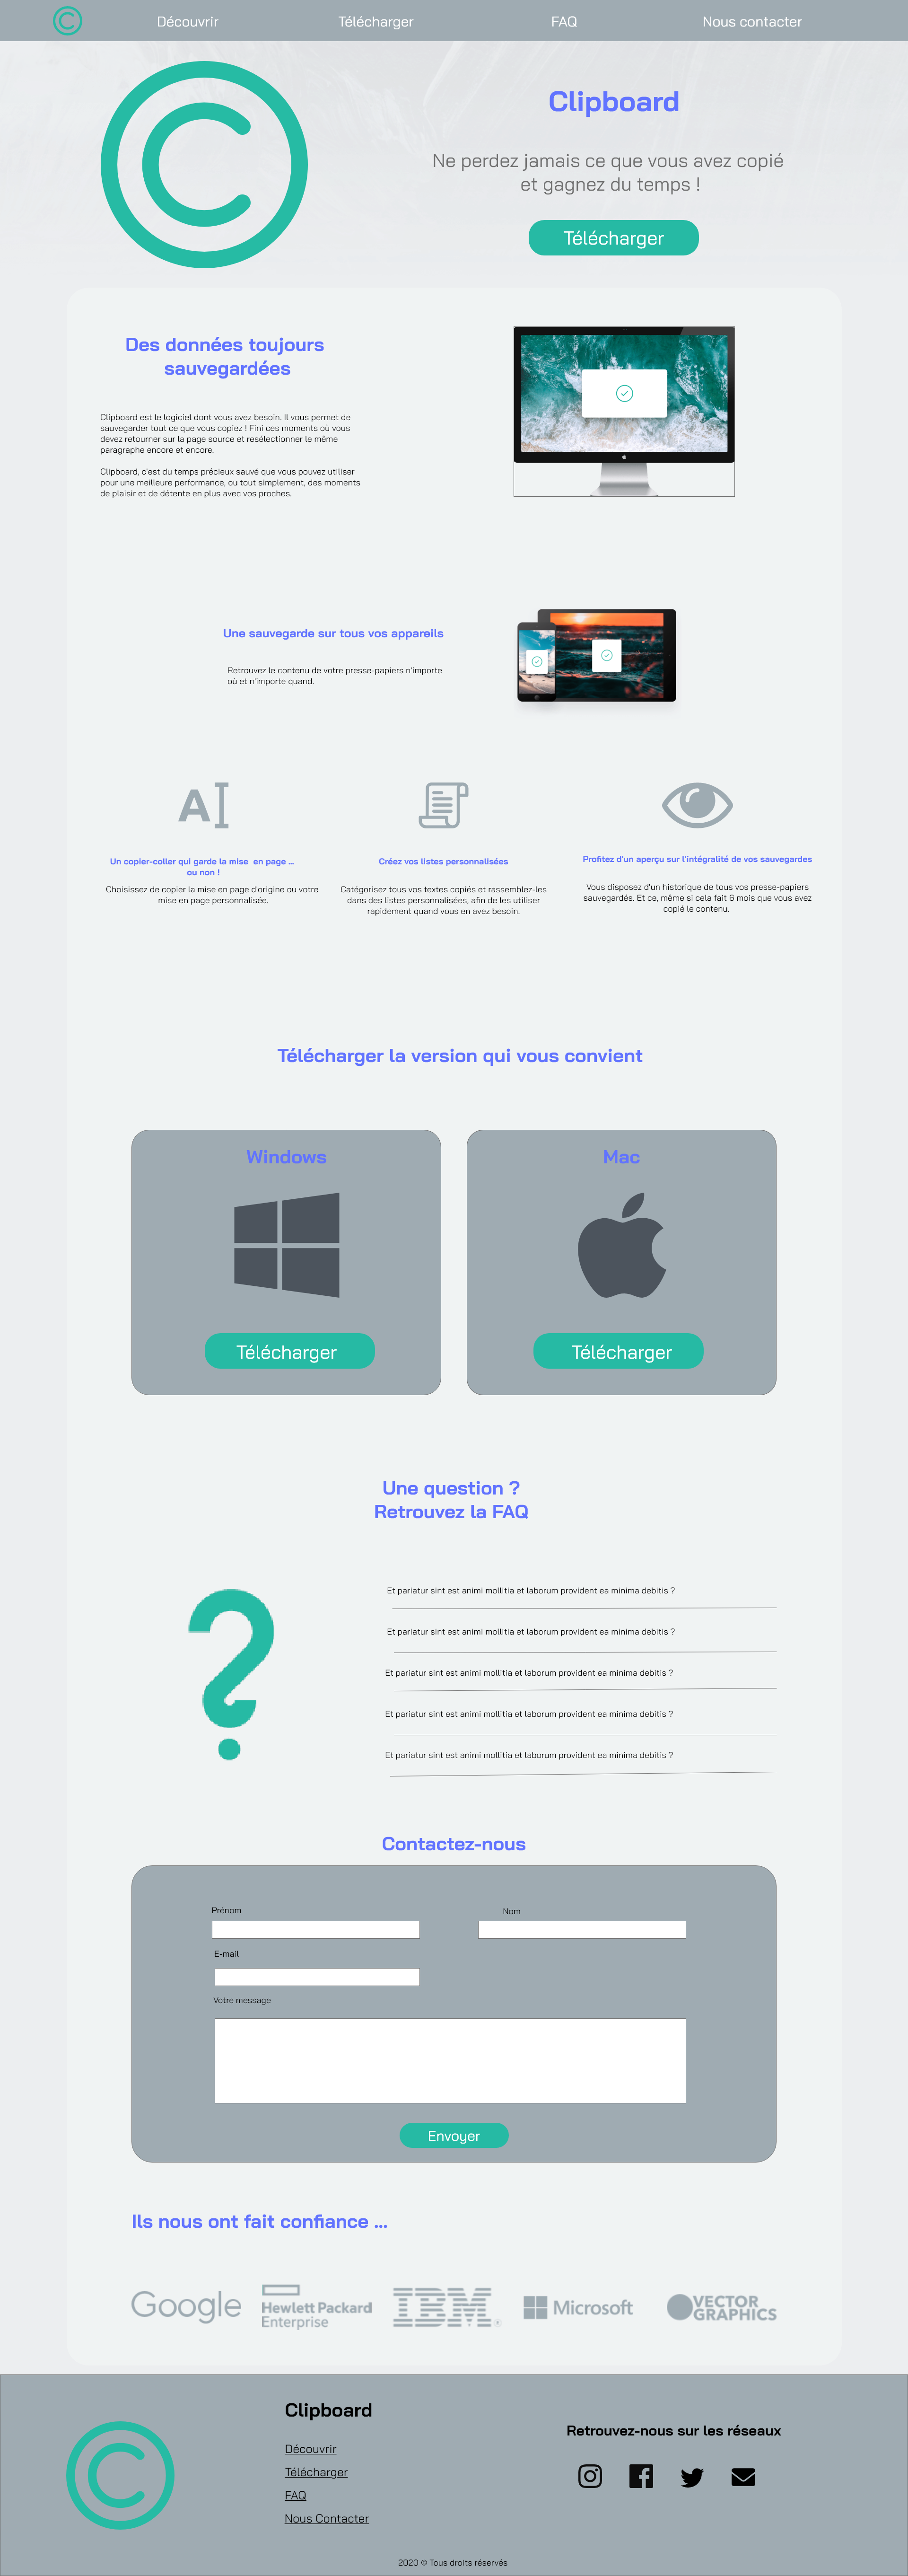 Découvrir
Télécharger
FAQ
Nous contacter
Clipboard
Ne perdez jamais ce que vous avez copié
et gagnez du temps !
Télécharger
Des données toujours
sauvegardées
Clipboard est le logiciel dont vous avez besoin. Il vous permet de
sauvegarder tout ce que vous copiez ! Fini ces moments où vous
devez retourner sur la page source et resélectionner le même
paragraphe encore et encore.
Clipboard, c'est du temps précieux sauvé que vous pouvez utiliser
pour une meilleure performance, ou tout simplement, des moments
de plaisir et de détente en plus avec vos proches.
Une sauvegarde sur tous vos appareils
Retrouvez le contenu de votre presse-papiers n'importe
où et n'importe quand.
A
Un copier-coller qui garde la mise en page ...
ou non !
Choisissez de copier la mise en page d'origine ou votre
mise en page personnalisée.
Créez vos listes personnalisées
Catégorisez tous vos textes copiés et rassemblez-les
dans des listes personnalisées, afin de les utiliser
rapidement quand vous en avez besoin.
Profitez d'un aperçu sur l'intégralité de vos sauvegardes
Vous disposez d'un historique de tous vos presse-papiers
sauvegardés. Et ce, même si cela fait 6 mois que vous avez
copié le contenu.
Télécharger la version qui vous convient
Windows
Télécharger
Mac
Télécharger
Une question ?
Retrouvez la FAQ
Et pariatur sint est animi mollitia et laborum provident ea minima debitis ?
Et pariatur sint est animi mollitia et laborum provident ea minima debitis ?
Et pariatur sint est animi mollitia et laborum provident ea minima debitis ?
Et pariatur sint est animi mollitia et laborum provident ea minima debitis ?
Et pariatur sint est animi mollitia et laborum provident ea minima debitis ?
Contactez-nous
Prénom
Nom
E-mail
Votre message
Envoyer
Ils nous ont fait confiance ...
Google
Hewlett Packard
Enterprise
IBM
Microsoft
VECTOR
GRAPHICS
Clipboard
Découvrir
Télécharger
FAQ
Nous Contacter
Retrouvez-nous sur les réseaux
2020 © Tous droits réservés